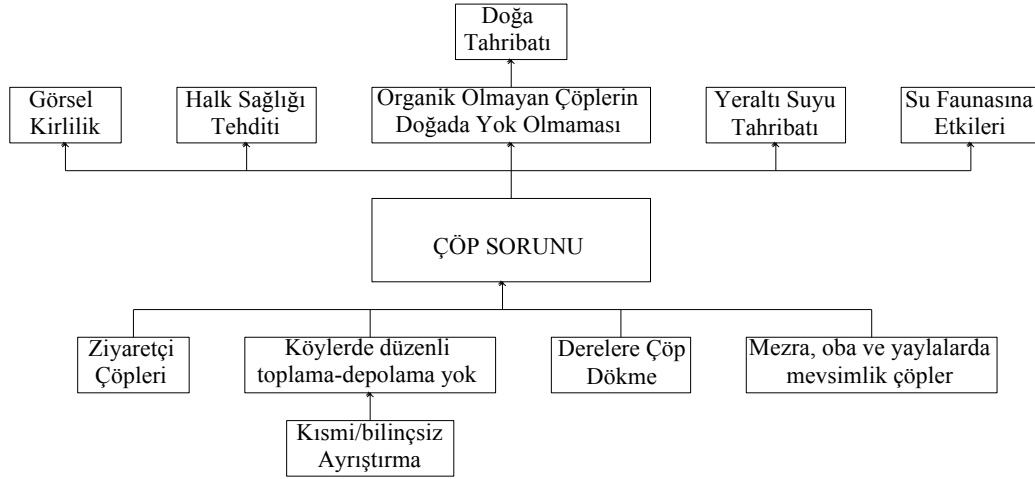 Doğa
Tahribatı
Görsel
Kirlilik
Halk Sağlığı
Tehditi
Organik Olmayan Çöplerin
Doğada Yok Olmaması
Yeraltı Suyu
Tahribatı
Su Faunasına
Etkileri
ÇÖP SORUNU
Ziyaretçi
Çöpleri
Köylerde düzenli
toplama-depolama yok
Derelere Çöp
Dökme
Mezra, oba ve yaylalarda
mevsimlik çöpler
Kısmi/bilinçsiz
Ayrıştırma